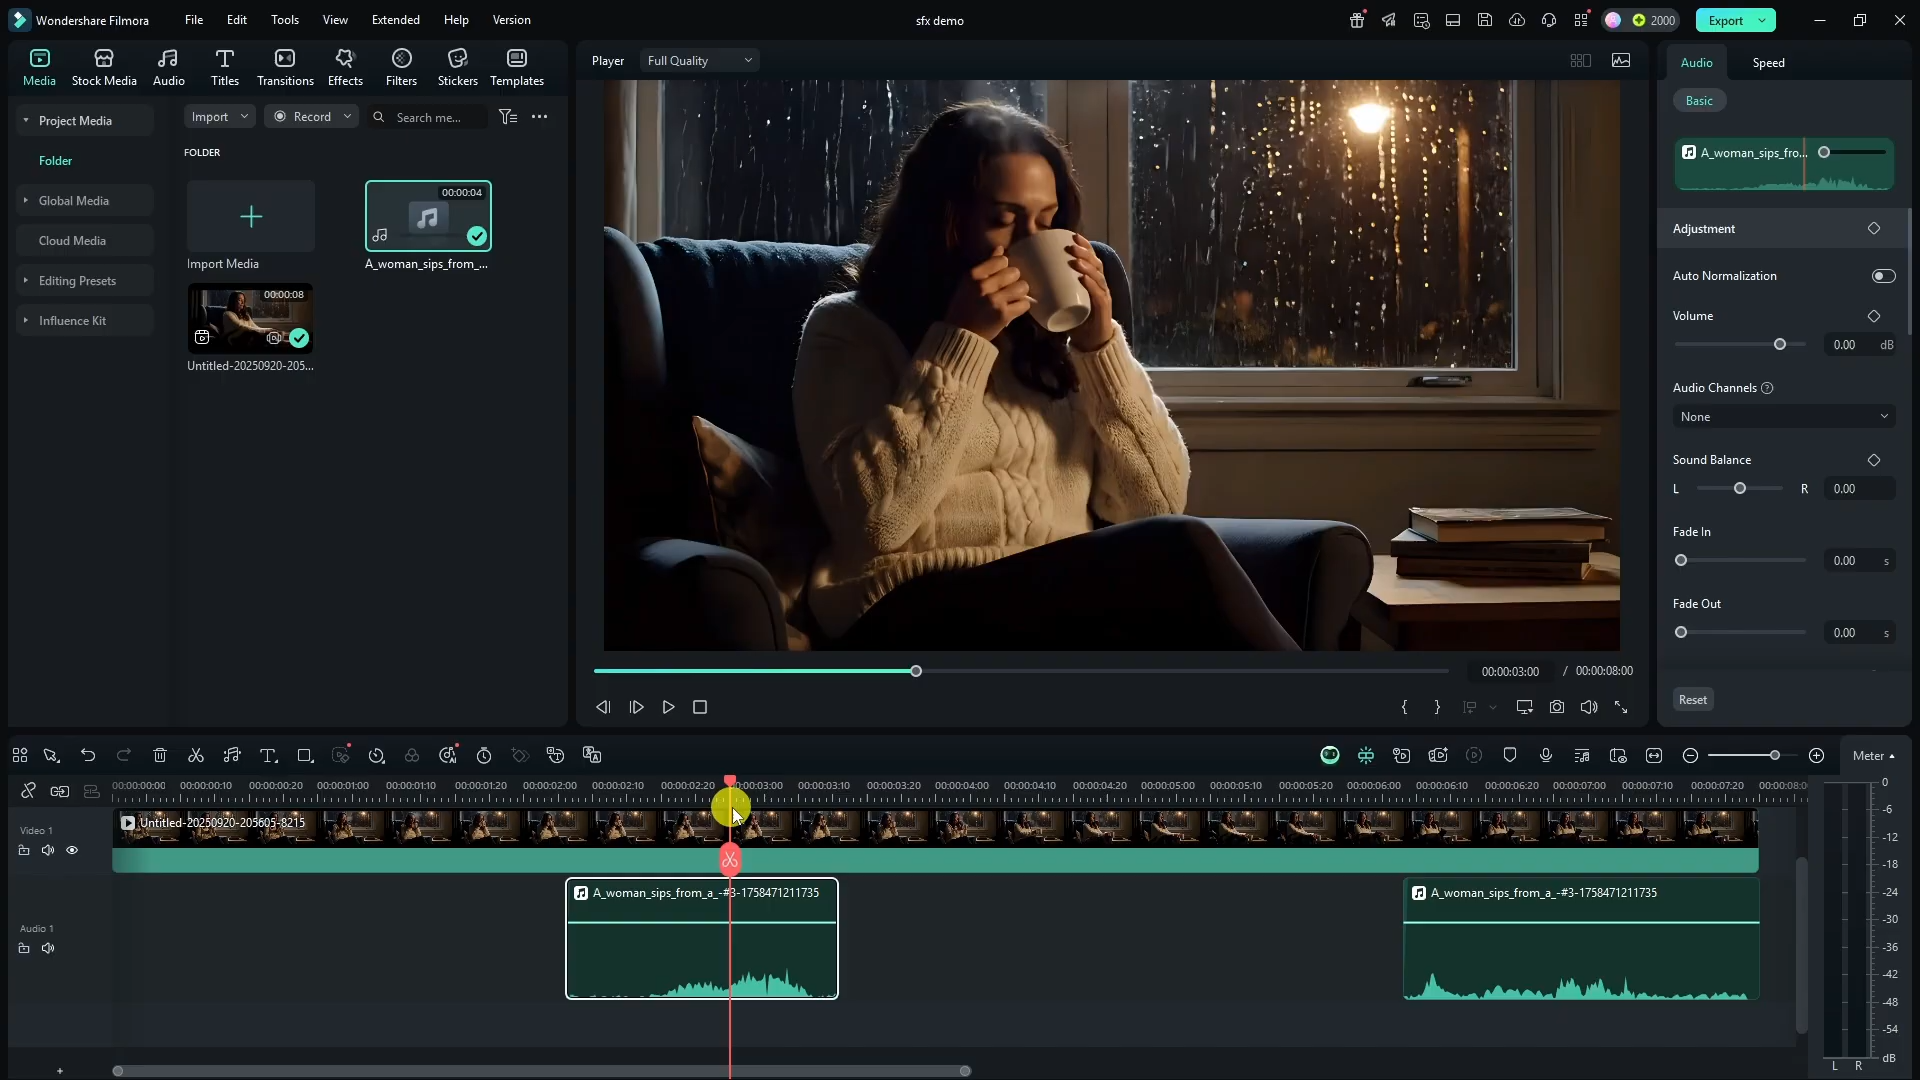 Wondershare Filmora
File Edit Tools View Extended Help Version
sfx demo
2000
Export
Media
Stock Media
Audio
Titles
Transitions
Effects
Filters
Stickers
Templates
Player
Full Quality
Audio
Speed
Project Media
Folder
Global Media
Cloud Media
Editing Presets
Influence Kit
Import
Record
Search me...
FOLDER
00:00:04
Import Media
A_woman_sips_from_...
00:00:08
Untitled-20250920-205...
00:00:03:00 / 00:00:08:00
Basic
A_woman_sips_fro...
Adjustment
Auto Normalization
Volume
0.00 dB
Audio Channels
None
Sound Balance
L R 0.00
Fade In
0.00 s
Fade Out
0.00 s
Reset
Meter
00:00:00:00 00:00:00:10 00:00:00:20 00:00:01:00 00:00:01:10 00:00:01:20 00:00:02:00 00:00:02:10 00:00:02:20 00:00:03:00 00:00:03:10 00:00:03:20 00:00:04:00 00:00:04:10 00:00:04:20 00:00:05:00 00:00:05:10 00:00:05:20 00:00:06:00 00:00:06:10 00:00:06:20 00:00:07:00 00:00:07:10 00:00:07:20 00:00:08:0
Video 1
Untitled-20250920-205605-8215
Audio 1
A_woman_sips_from_a_-#3-1758471211735
A_woman_sips_from_a_-#3-1758471211735
0
-6
-12
-18
-24
-30
-36
-42
-48
-54
dB
L R